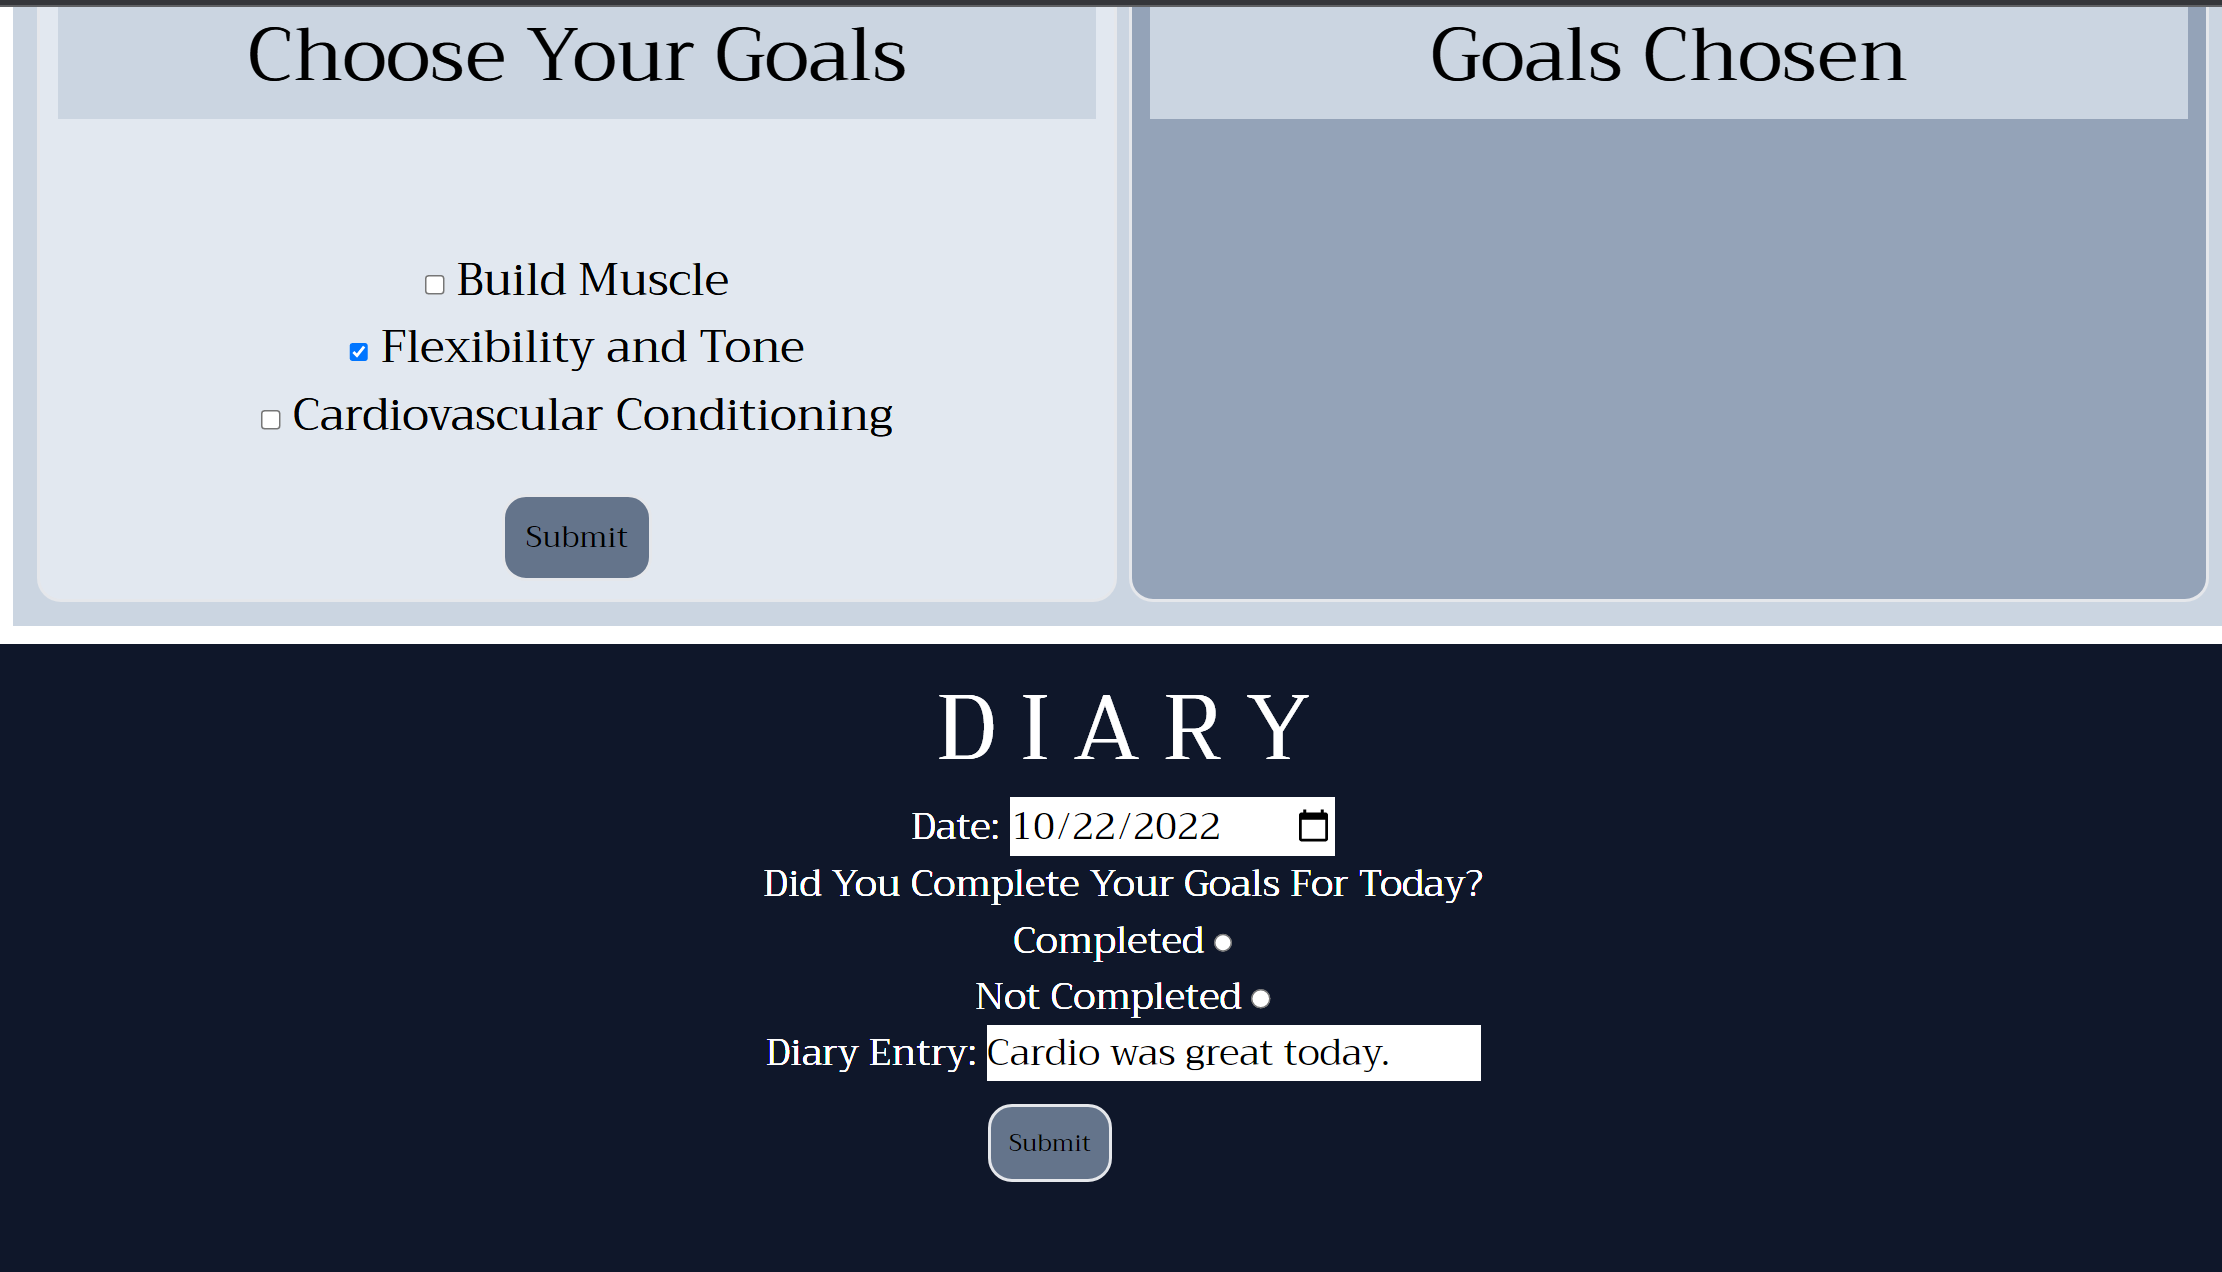 Choose Your Goals
Build Muscle
Flexibility and Tone
Cardiovascular Conditioning
Submit
Goals Chosen
DIARY
Date: 10/22/2022
Did You Complete Your Goals For Today?
Completed
Not Completed
Diary Entry: Cardio was great today.
Submit